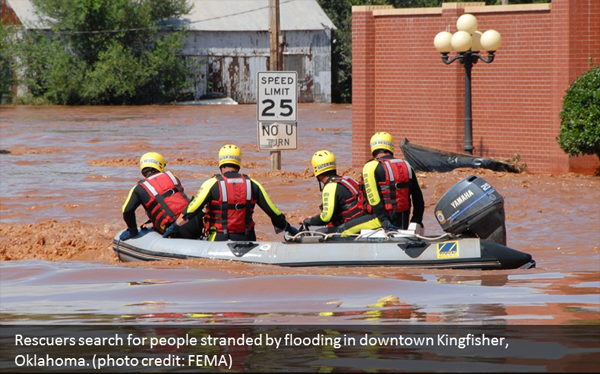 SPEED
LIMIT
25
NO U
TURN
25
YAMAHA
Rescuers search for people stranded by flooding in downtown Kingfisher,
Oklahoma. (photo credit: FEMA)